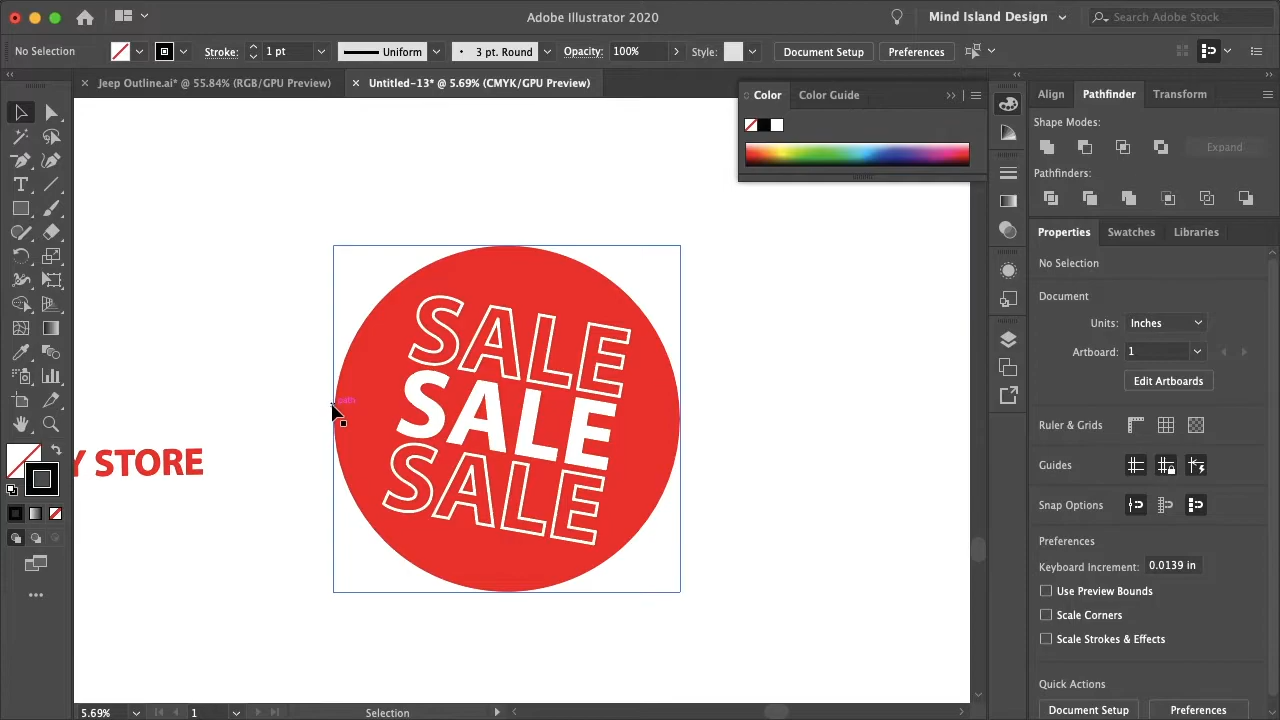 Adobe Illustrator 2020
Mind Island Design
Search Adobe Stock
No Selection
Stroke:
1 pt
Uniform
3 pt. Round
Opacity:
100%
Style:
Document Setup
Preferences
Jeep Outline.ai* @ 55.84% (RGB/GPU Preview)
Untitled-13* @ 5.69% (CMYK/GPU Preview)
Color
Color Guide
Align
Pathfinder
Transform
Shape Modes:
Expand
Pathfinders:
Properties
Swatches
Libraries
No Selection
Document
Units:
Inches
Artboard:
1
Edit Artboards
Ruler & Grids
Guides
Snap Options
Preferences
Keyboard Increment:
0.0139 in
Use Preview Bounds
Scale Corners
Scale Strokes & Effects
Quick Actions
Document Setup
Preferences
SALE
SALE
SALE
path
Y STORE
5.69%
1
Selection